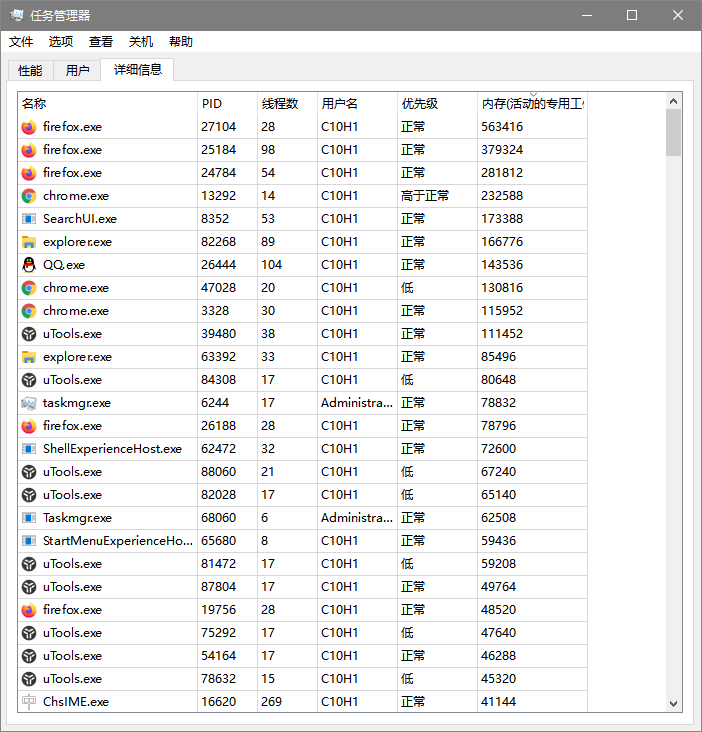 任务管理器
文件 选项 查看 关机 帮助
性能 用户 详细信息
名称 PID 线程数 用户名 优先级 内存(活动的专用工作
firefox.exe 27104 28 C10H1 正常 563416
firefox.exe 25184 98 C10H1 正常 379324
firefox.exe 24784 54 C10H1 正常 281812
chrome.exe 13292 14 C10H1 高于正常 232588
SearchUI.exe 8352 53 C10H1 正常 173388
explorer.exe 82268 89 C10H1 正常 166776
QQ.exe 26444 104 C10H1 正常 143536
chrome.exe 47028 20 C10H1 低 130816
chrome.exe 3328 30 C10H1 正常 115952
uTools.exe 39480 38 C10H1 正常 111452
explorer.exe 63392 33 C10H1 正常 85496
uTools.exe 84308 17 C10H1 低 80648
taskmgr.exe 6244 17 Administra... 正常 78832
firefox.exe 26188 28 C10H1 正常 78796
ShellExperienceHost.exe 62472 32 C10H1 正常 72600
uTools.exe 88060 21 C10H1 低 67240
uTools.exe 82028 17 C10H1 低 65140
Taskmgr.exe 68060 6 Administra... 正常 62508
StartMenuExperienceHo... 65680 8 C10H1 正常 59436
uTools.exe 81472 17 C10H1 低 59208
uTools.exe 87804 17 C10H1 正常 49764
firefox.exe 19756 28 C10H1 正常 48520
uTools.exe 75292 17 C10H1 低 47640
uTools.exe 54164 17 C10H1 正常 46288
uTools.exe 78632 15 C10H1 低 45320
ChsIME.exe 16620 269 C10H1 正常 41144